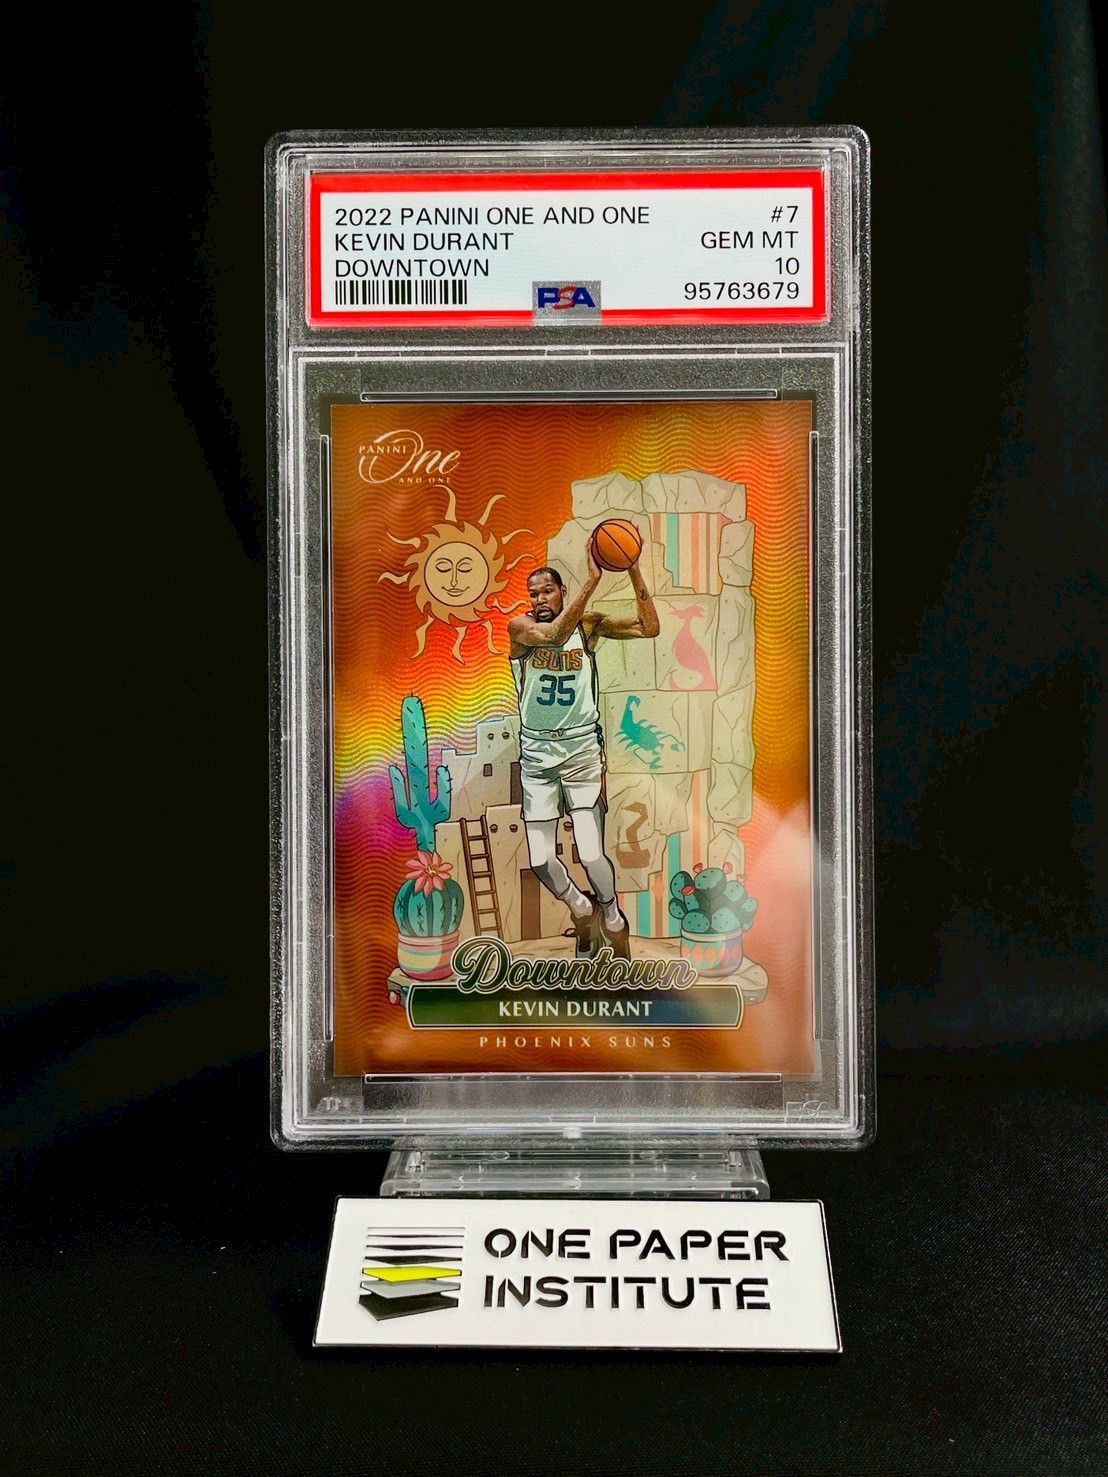 2022 PANINI ONE AND ONE #7
KEVIN DURANT GEM MT
DOWNTOWN 10
PSA 95763679
PANINI One
AND ONE
SUNS
35
Downtown
KEVIN DURANT
PHOENIX SUNS
PSA
ONE PAPER
INSTITUTE